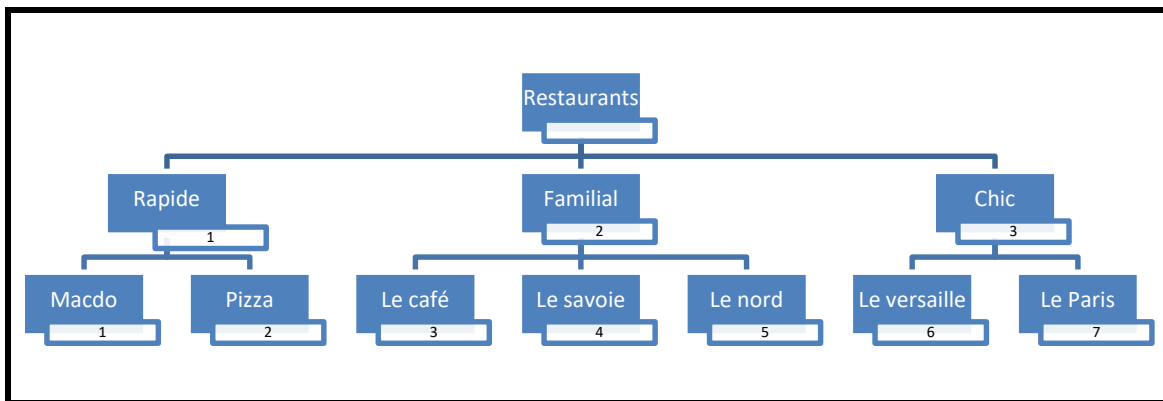 Restaurants
Rapide
Familial
Chic
1
2
3
Macdo
Pizza
Le café
Le savoie
Le nord
Le versaille
Le Paris
1
2
3
4
5
6
7